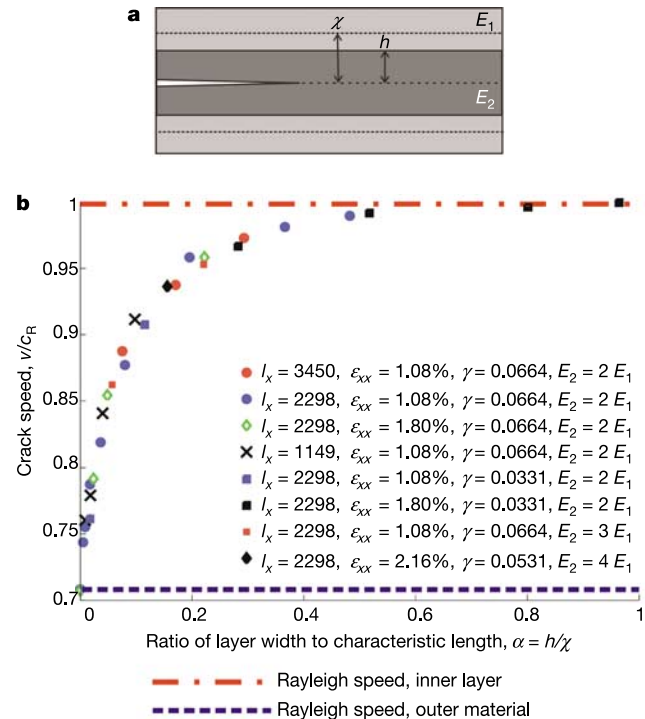 a
E₁
χ
h
E₂
b
1
0.95
0.9
0.85
0.8
0.75
0.7
Crack speed, v/cR
lₓ = 3450, εₓₓ = 1.08%, γ = 0.0664, E₂ = 2 E₁
lₓ = 2298, εₓₓ = 1.08%, γ = 0.0664, E₂ = 2 E₁
lₓ = 2298, εₓₓ = 1.80%, γ = 0.0664, E₂ = 2 E₁
lₓ = 1149, εₓₓ = 1.08%, γ = 0.0664, E₂ = 2 E₁
lₓ = 2298, εₓₓ = 1.08%, γ = 0.0331, E₂ = 2 E₁
lₓ = 2298, εₓₓ = 1.80%, γ = 0.0331, E₂ = 2 E₁
lₓ = 2298, εₓₓ = 1.08%, γ = 0.0664, E₂ = 3 E₁
lₓ = 2298, εₓₓ = 2.16%, γ = 0.0531, E₂ = 4 E₁
0 0.2 0.4 0.6 0.8 1
Ratio of layer width to characteristic length, α = h/χ
Rayleigh speed, inner layer
Rayleigh speed, outer material